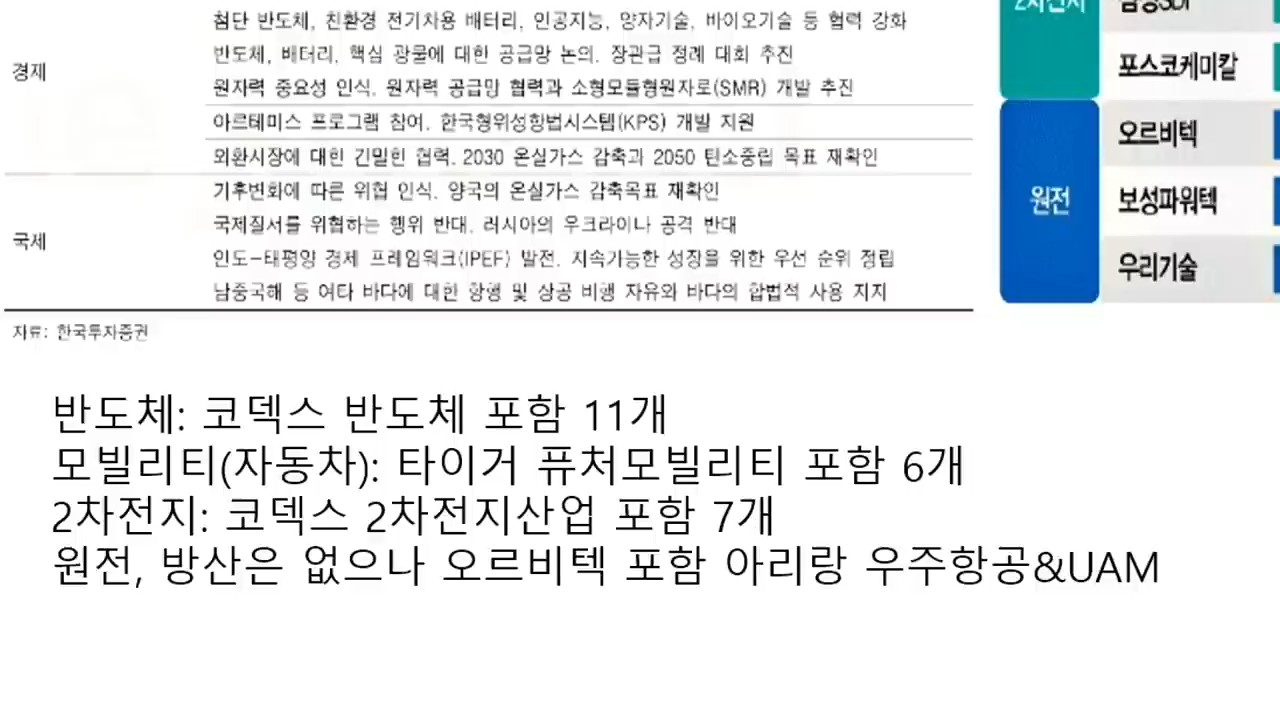 첨단 반도체, 친환경 전기차용 배터리, 인공지능, 양자기술, 바이오기술 등 협력 강화
반도체, 배터리, 핵심 광물에 대한 공급망 논의. 장관급 정례 대회 추진
경제
원자력 중요성 인식. 원자력 공급망 협력과 소형모듈형원자로(SMR) 개발 추진
아르테미스 프로그램 참여. 한국형위성항법시스템(KPS) 개발 지원
외환시장에 대한 긴밀힌 협력. 2030 온실가스 감축과 2050 탄소중립 목표 재확인
기후변화에 따른 위협 인식. 양국의 온실가스 감축목표 재확인
국제질서를 위협하는 행위 반대. 러시아의 우크라이나 공격 반대
국제
인도-태평양 경제 프레임워크(IPEF) 발전. 지속가능한 성장을 위한 우선 순위 정립
남중국해 등 여타 바다에 대한 항행 및 상공 비행 자유와 바다의 합법적 사용 지지
자료: 한국투자증권
2차전지
삼성SDI
포스코케미칼
원전
오르비텍
보성파워텍
우리기술
반도체: 코덱스 반도체 포함 11개
모빌리티(자동차): 타이거 퓨처모빌리티 포함 6개
2차전지: 코덱스 2차전지산업 포함 7개
원전, 방산은 없으나 오르비텍 포함 아리랑 우주항공&UAM